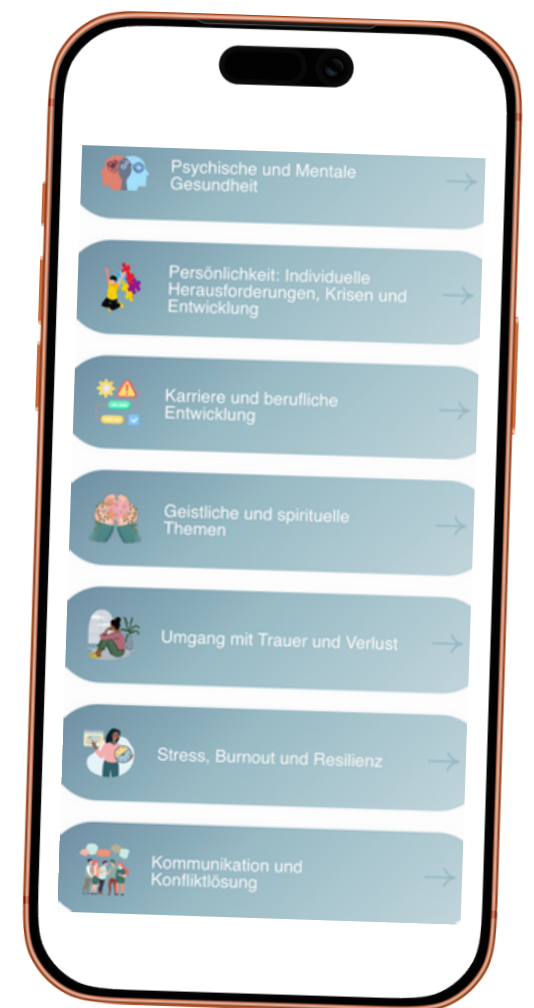 Psychische und Mentale
Gesundheit
Persönlichkeit: Individuelle
Herausforderungen, Krisen und
Entwicklung
Karriere und berufliche
Entwicklung
Geistliche und spirituelle
Themen
Umgang mit Trauer und Verlust
Stress, Burnout und Resilienz
Kommunikation und
Konfliktlösung